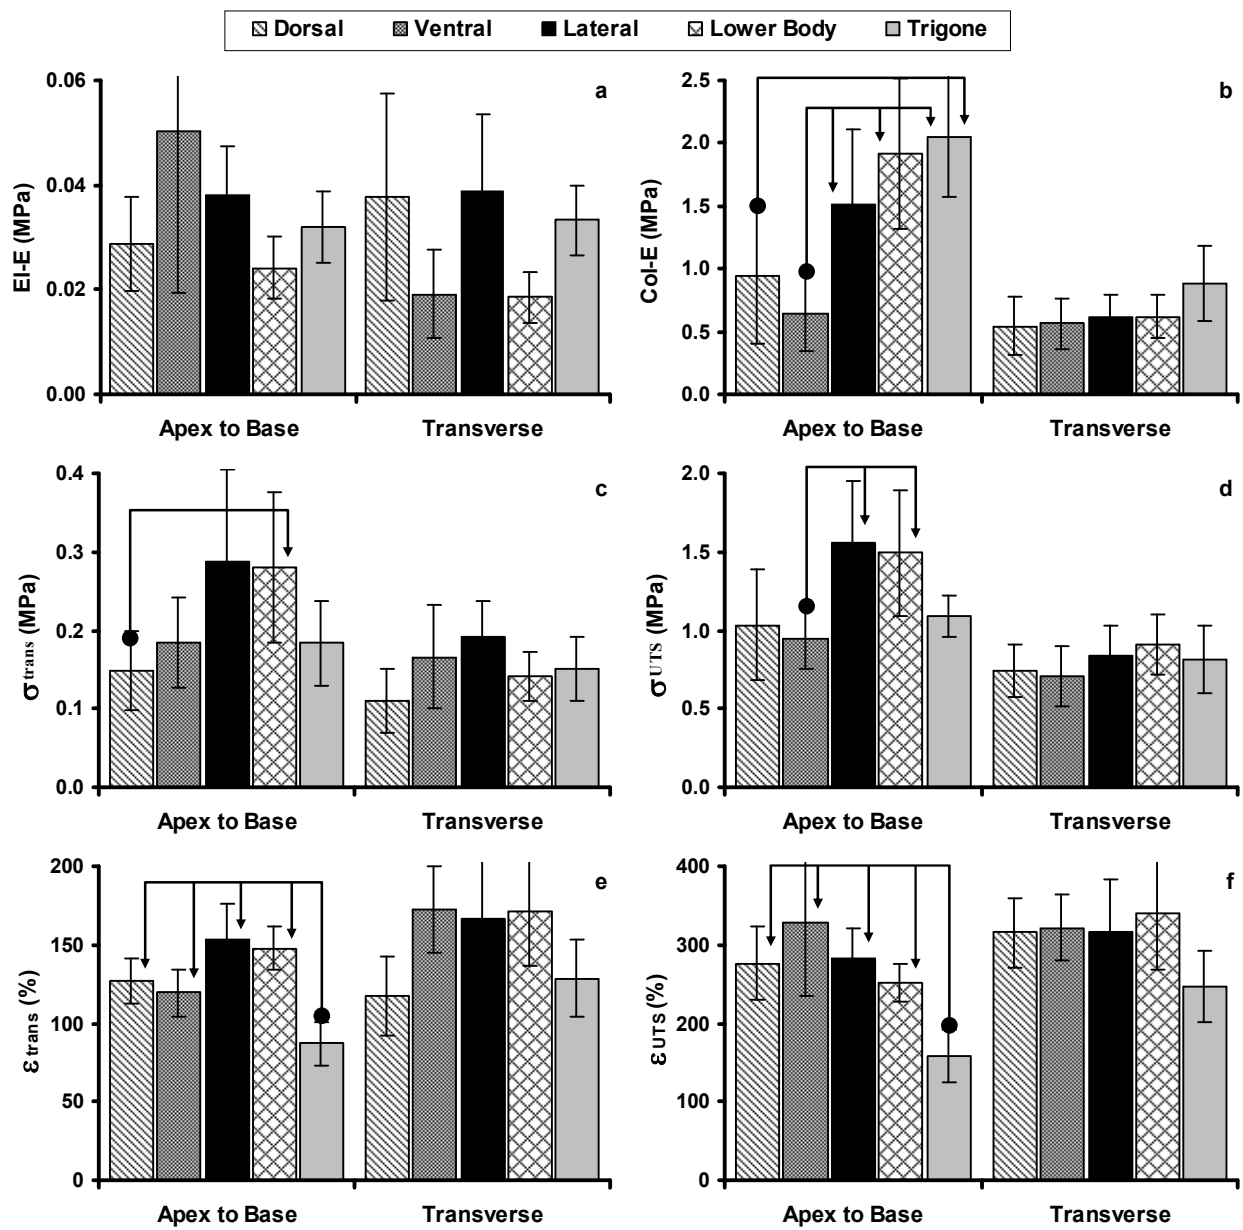 Dorsal Ventral Lateral Lower Body Trigone
a
El-E (MPa)
0.06
0.04
0.02
0.00
Apex to Base Transverse
b
Col-E (MPa)
2.5
2.0
1.5
1.0
0.5
0.0
Apex to Base Transverse
c
σtrans (MPa)
0.4
0.3
0.2
0.1
0.0
Apex to Base Transverse
d
σUTS (MPa)
2.0
1.5
1.0
0.5
0.0
Apex to Base Transverse
e
εtrans (%)
200
150
100
50
0
Apex to Base Transverse
f
εUTS (%)
400
300
200
100
0
Apex to Base Transverse